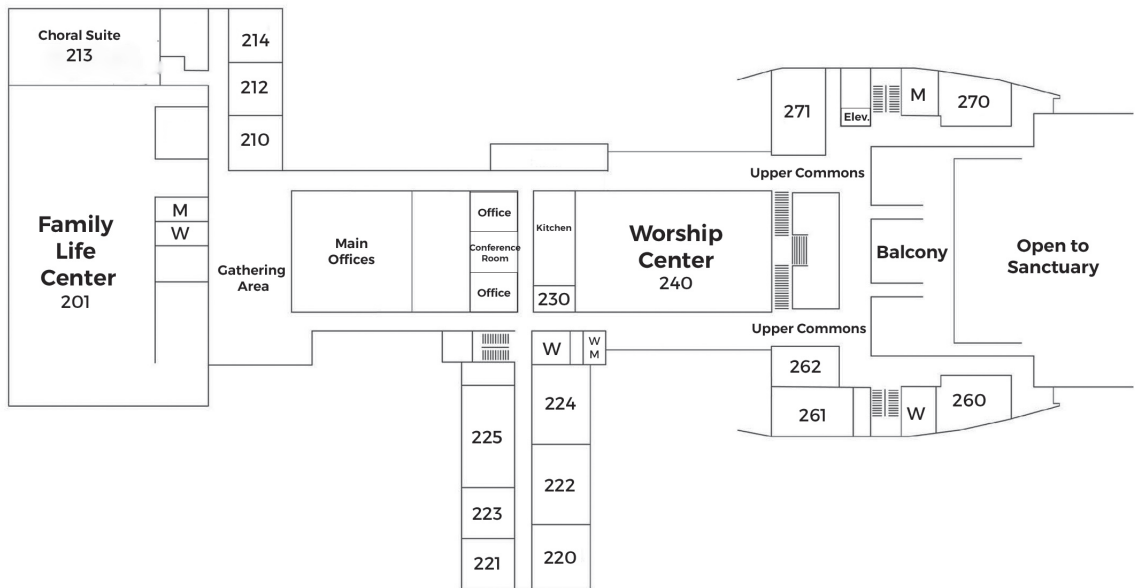 Choral Suite
213
214
212
210
271
Elev.
M
270
Upper Commons
M
W
Family
Life
Center
201
Gathering
Area
Main
Offices
Office
Conference
Room
Office
Kitchen
230
Worship
Center
240
Balcony
Open to
Sanctuary
Upper Commons
W
W
M
262
261
W
260
224
225
222
223
221
220